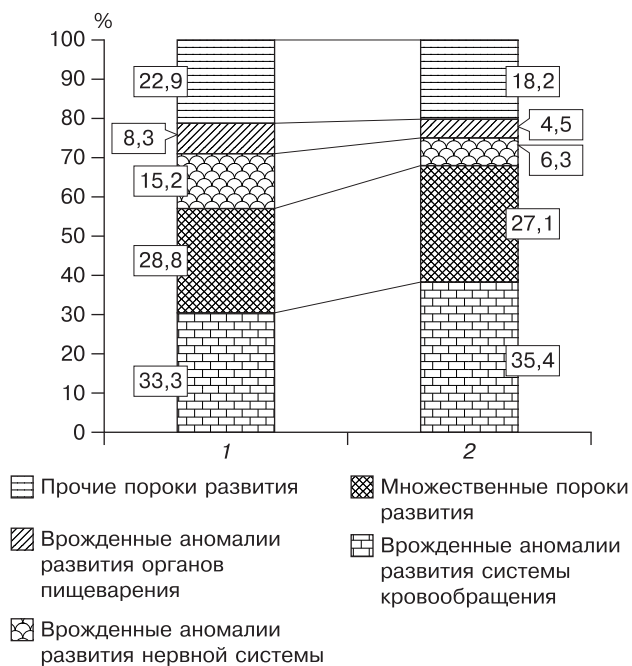 %
100
90
80
70
60
50
40
30
20
10
0
22,9
8,3
15,2
28,8
33,3
18,2
4,5
6,3
27,1
35,4
1
2
Прочие пороки развития
Врожденные аномалии
развития органов
пищеварения
Врожденные аномалии
развития нервной системы
Множественные пороки
развития
Врожденные аномалии
развития системы
кровообращения